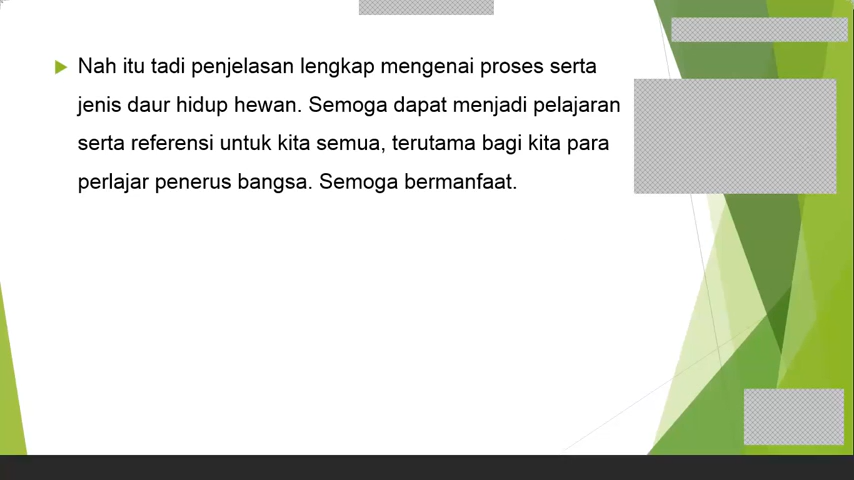 Nah itu tadi penjelasan lengkap mengenai proses serta
jenis daur hidup hewan. Semoga dapat menjadi pelajaran
serta referensi untuk kita semua, terutama bagi kita para
perlajar penerus bangsa. Semoga bermanfaat.